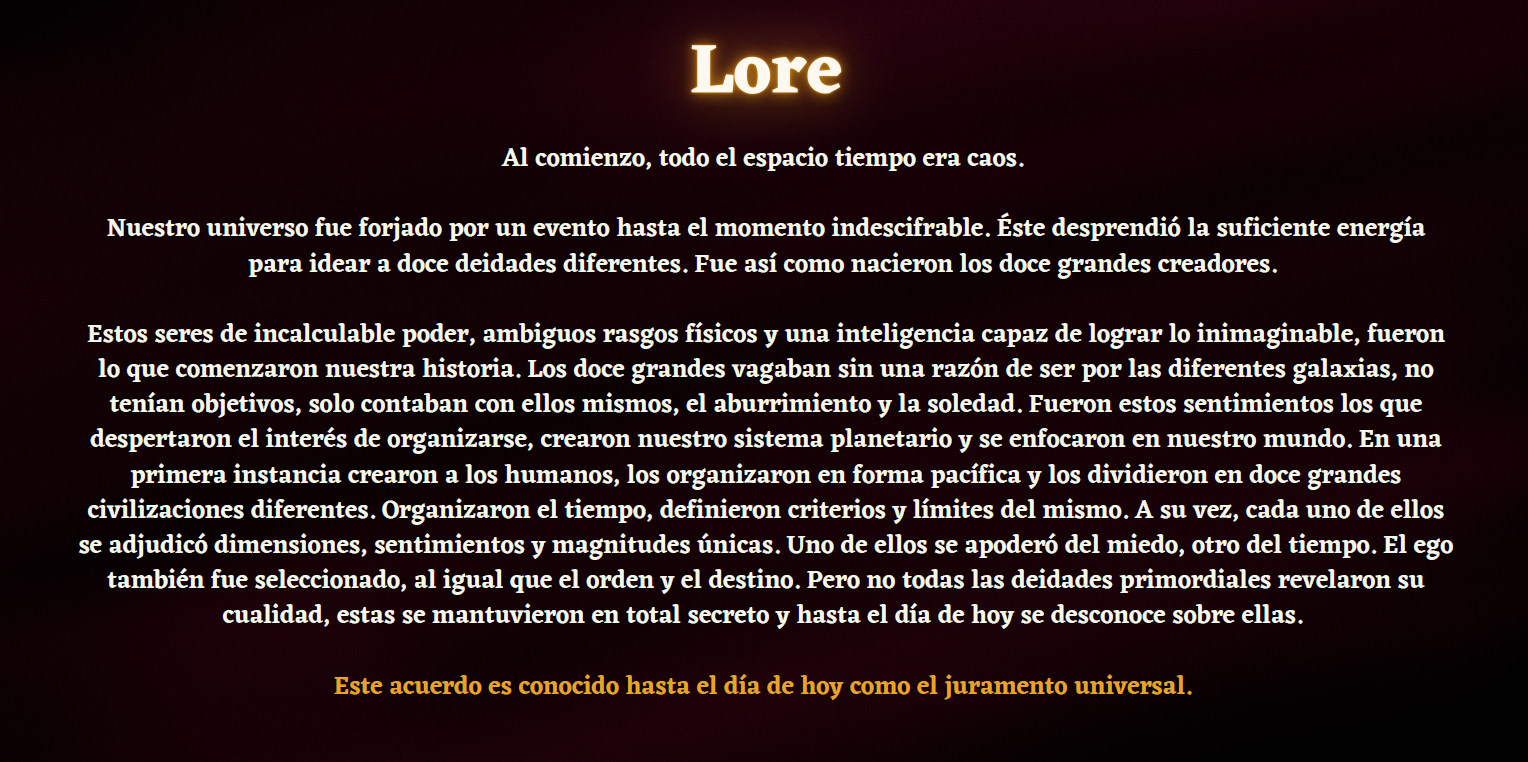 Lore
Al comienzo, todo el espacio tiempo era caos.
Nuestro universo fue forjado por un evento hasta el momento indescifrable. Éste desprendió la suficiente energía
para idear a doce deidades diferentes. Fue así como nacieron los doce grandes creadores.
Estos seres de incalculable poder, ambiguos rasgos físicos y una inteligencia capaz de lograr lo inimaginable, fueron
lo que comenzaron nuestra historia. Los doce grandes vagaban sin una razón de ser por las diferentes galaxias, no
tenían objetivos, solo contaban con ellos mismos, el aburrimiento y la soledad. Fueron estos sentimientos los que
despertaron el interés de organizarse, crearon nuestro sistema planetario y se enfocaron en nuestro mundo. En una
primera instancia crearon a los humanos, los organizaron en forma pacífica y los dividieron en doce grandes
civilizaciones diferentes. Organizaron el tiempo, definieron criterios y límites del mismo. A su vez, cada uno de ellos
se adjudicó dimensiones, sentimientos y magnitudes únicas. Uno de ellos se apoderó del miedo, otro del tiempo. El ego
también fue seleccionado, al igual que el orden y el destino. Pero no todas las deidades primordiales revelaron su
cualidad, estas se mantuvieron en total secreto y hasta el día de hoy se desconoce sobre ellas.
Este acuerdo es conocido hasta el día de hoy como el juramento universal.